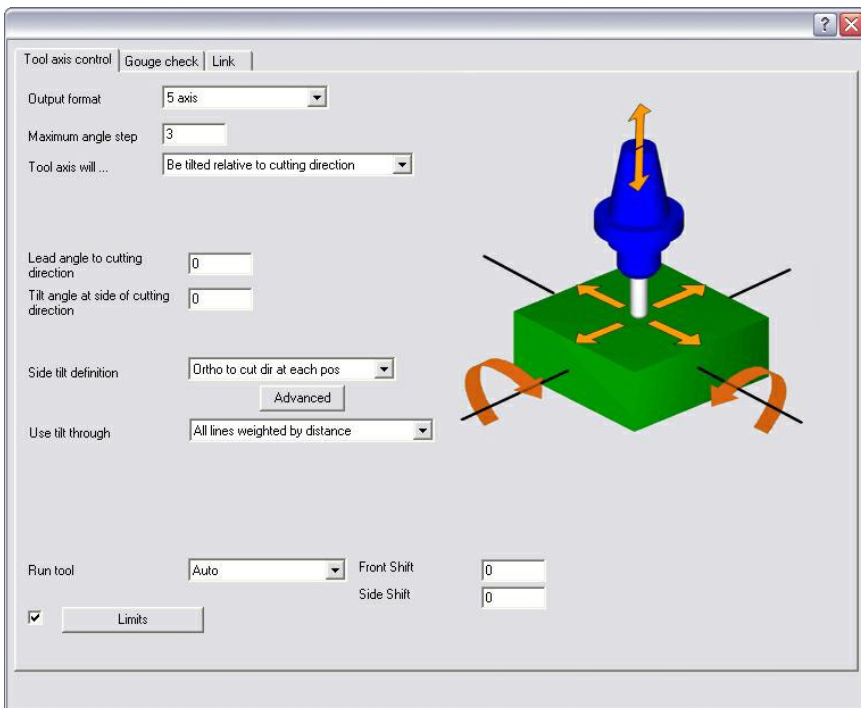 ?
Tool axis control Gouge check Link
Output format 5 axis
Maximum angle step 3
Tool axis will ... Be tilted relative to cutting direction
Lead angle to cutting direction 0
Tilt angle at side of cutting direction 0
Side tilt definition Ortho to cut dir at each pos
Advanced
Use tilt through All lines weighted by distance
Run tool Auto Front Shift 0
Side Shift 0
Limits